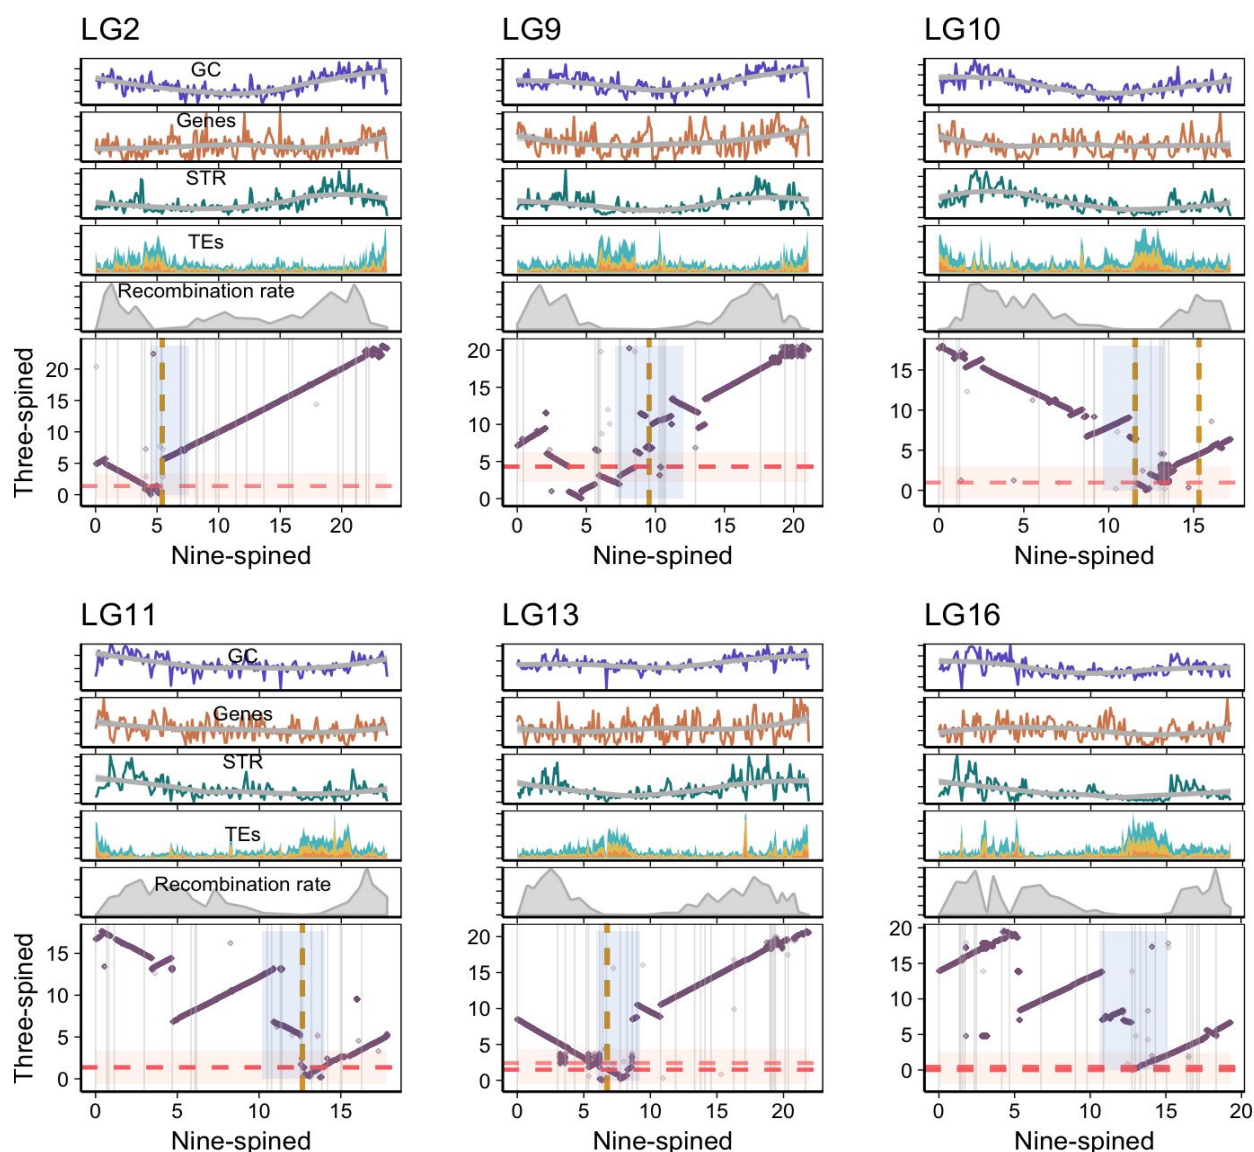 LG2 LG9 LG10
GC
Genes
STR
TEs
Recombination rate
Three-spined
20
15
10
5
0
20
15
10
5
0
15
10
5
0
0 5 10 15 20
0 5 10 15 20
0 5 10 15
Nine-spined Nine-spined Nine-spined
LG11 LG13 LG16
GC
Genes
STR
TEs
Recombination rate
Three-spined
15
10
5
0
20
15
10
5
0
20
15
10
5
0
0 5 10 15
0 5 10 15 20
0 5 10 15 20
Nine-spined Nine-spined Nine-spined